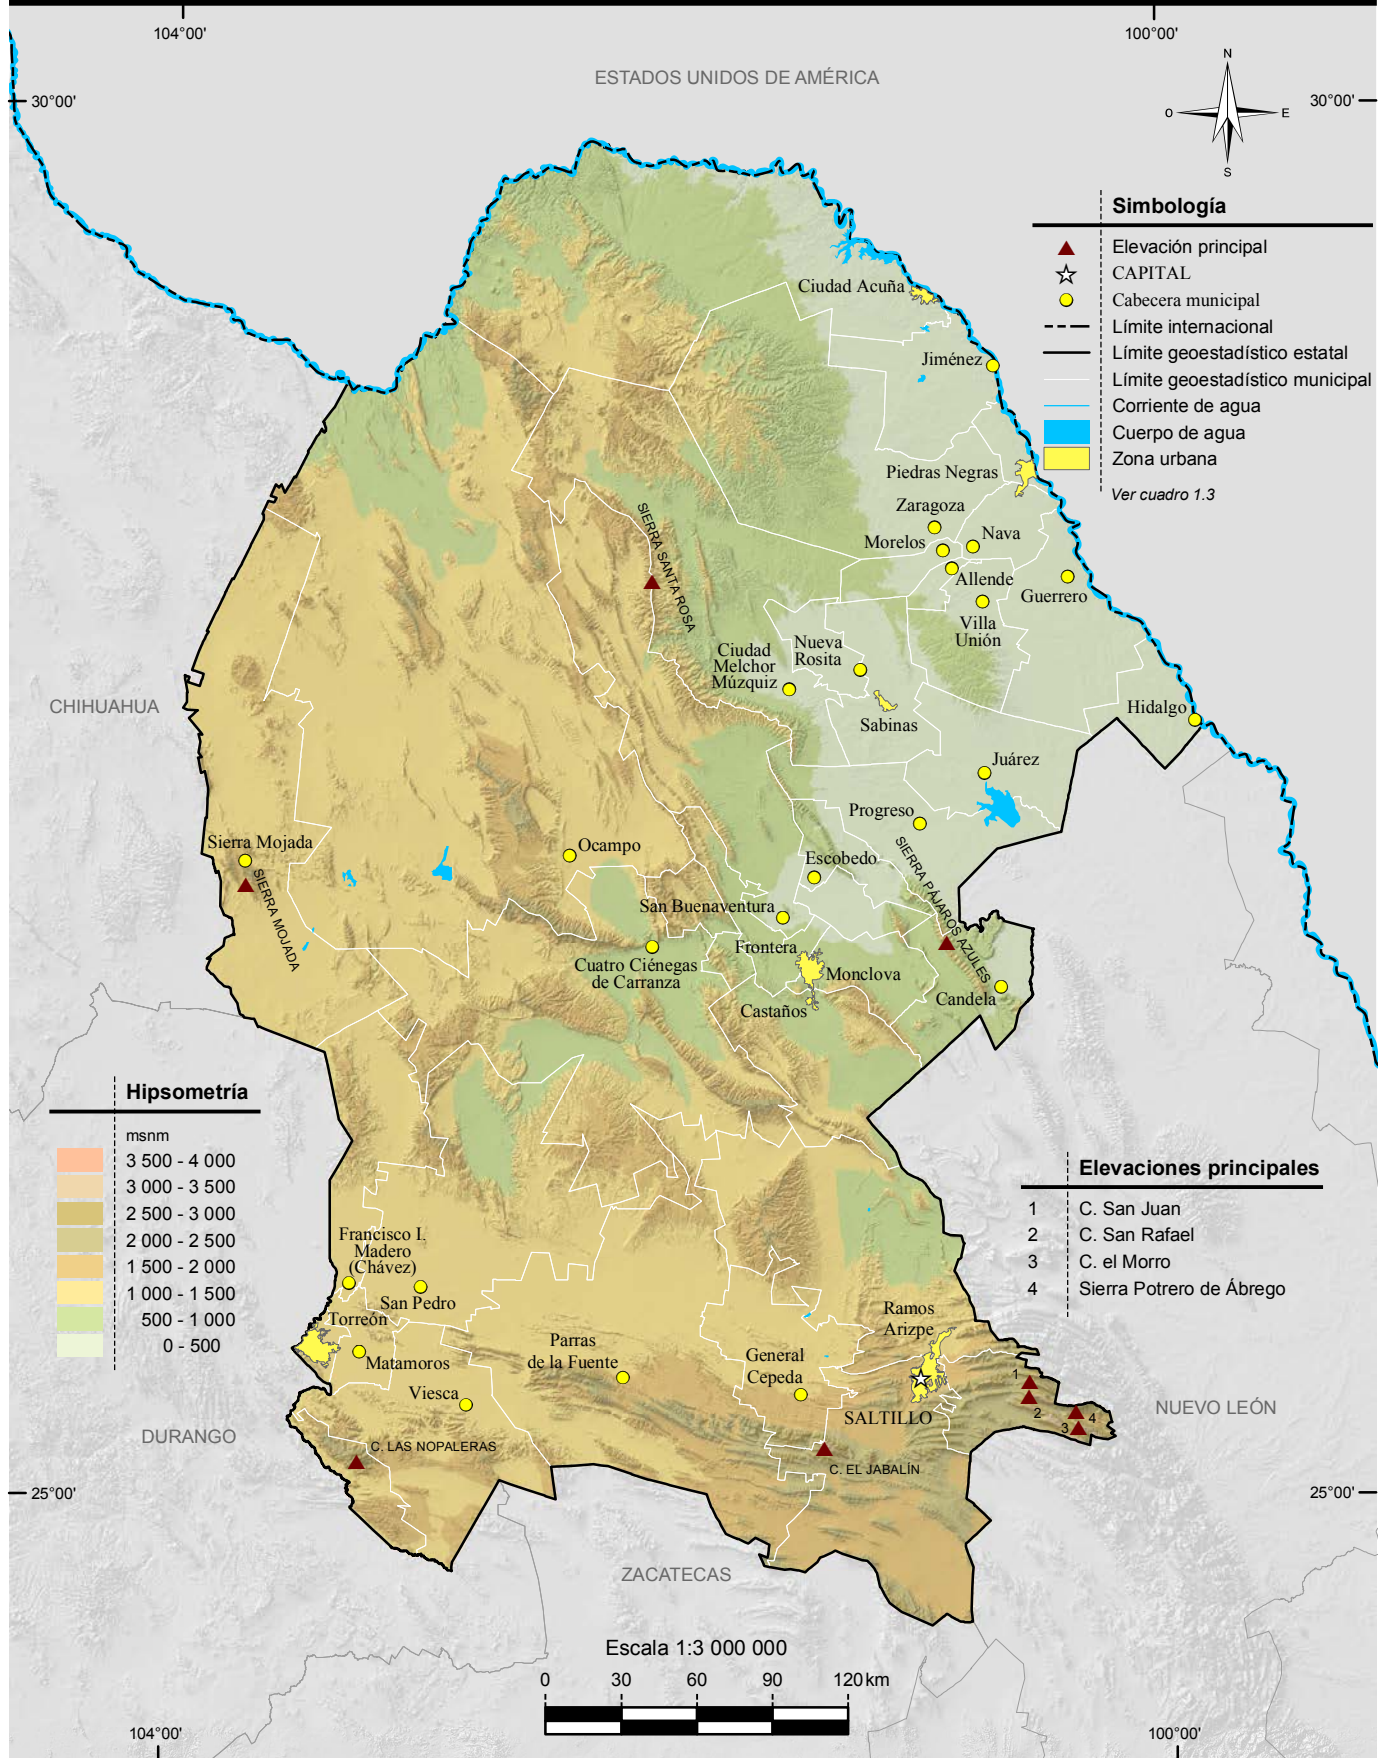 104°00'
100°00'
ESTADOS UNIDOS DE AMÉRICA
N
30°00'
30°00'
O
E
S
Simbología
Elevación principal
CAPITAL
Cabecera municipal
Límite internacional
Límite geoestadístico estatal
Límite geoestadístico municipal
Corriente de agua
Cuerpo de agua
Zona urbana
Ver cuadro 1.3
Ciudad Acuña
Jiménez
Piedras Negras
Zaragoza
Morelos
Nava
Allende
Guerrero
Villa
Unión
SIERRA SANTA ROSA
Nueva
Rosita
Ciudad
Melchor
Múzquiz
CHIHUAHUA
Sabinas
Hidalgo
Juárez
Progreso
Sierra Mojada
Ocampo
Escobedo
SIERRA MOJADA
SIERRA PÁJAROS AZULES
San Buenaventura
Frontera
Cuatro Ciénegas
de Carranza
Monclova
Candela
Castaños
Hipsometría
msnm
3 500 - 4 000
3 000 - 3 500
2 500 - 3 000
2 000 - 2 500
1 500 - 2 000
1 000 - 1 500
500 - 1 000
0 - 500
Elevaciones principales
1 C. San Juan
2 C. San Rafael
3 C. el Morro
4 Sierra Potrero de Ábrego
Francisco I.
Madero
(Chávez)
San Pedro
Torreón
Matamoros
Viesca
Parras
de la Fuente
General
Cepeda
Ramos
Arizpe
SALTILLO
1
2
4
3
NUEVO LEÓN
DURANGO
C. LAS NOPALERAS
C. EL JABALÍN
25°00'
25°00'
ZACATECAS
Escala 1:3 000 000
0 30 60 90 120 km
104°00'
100°00'